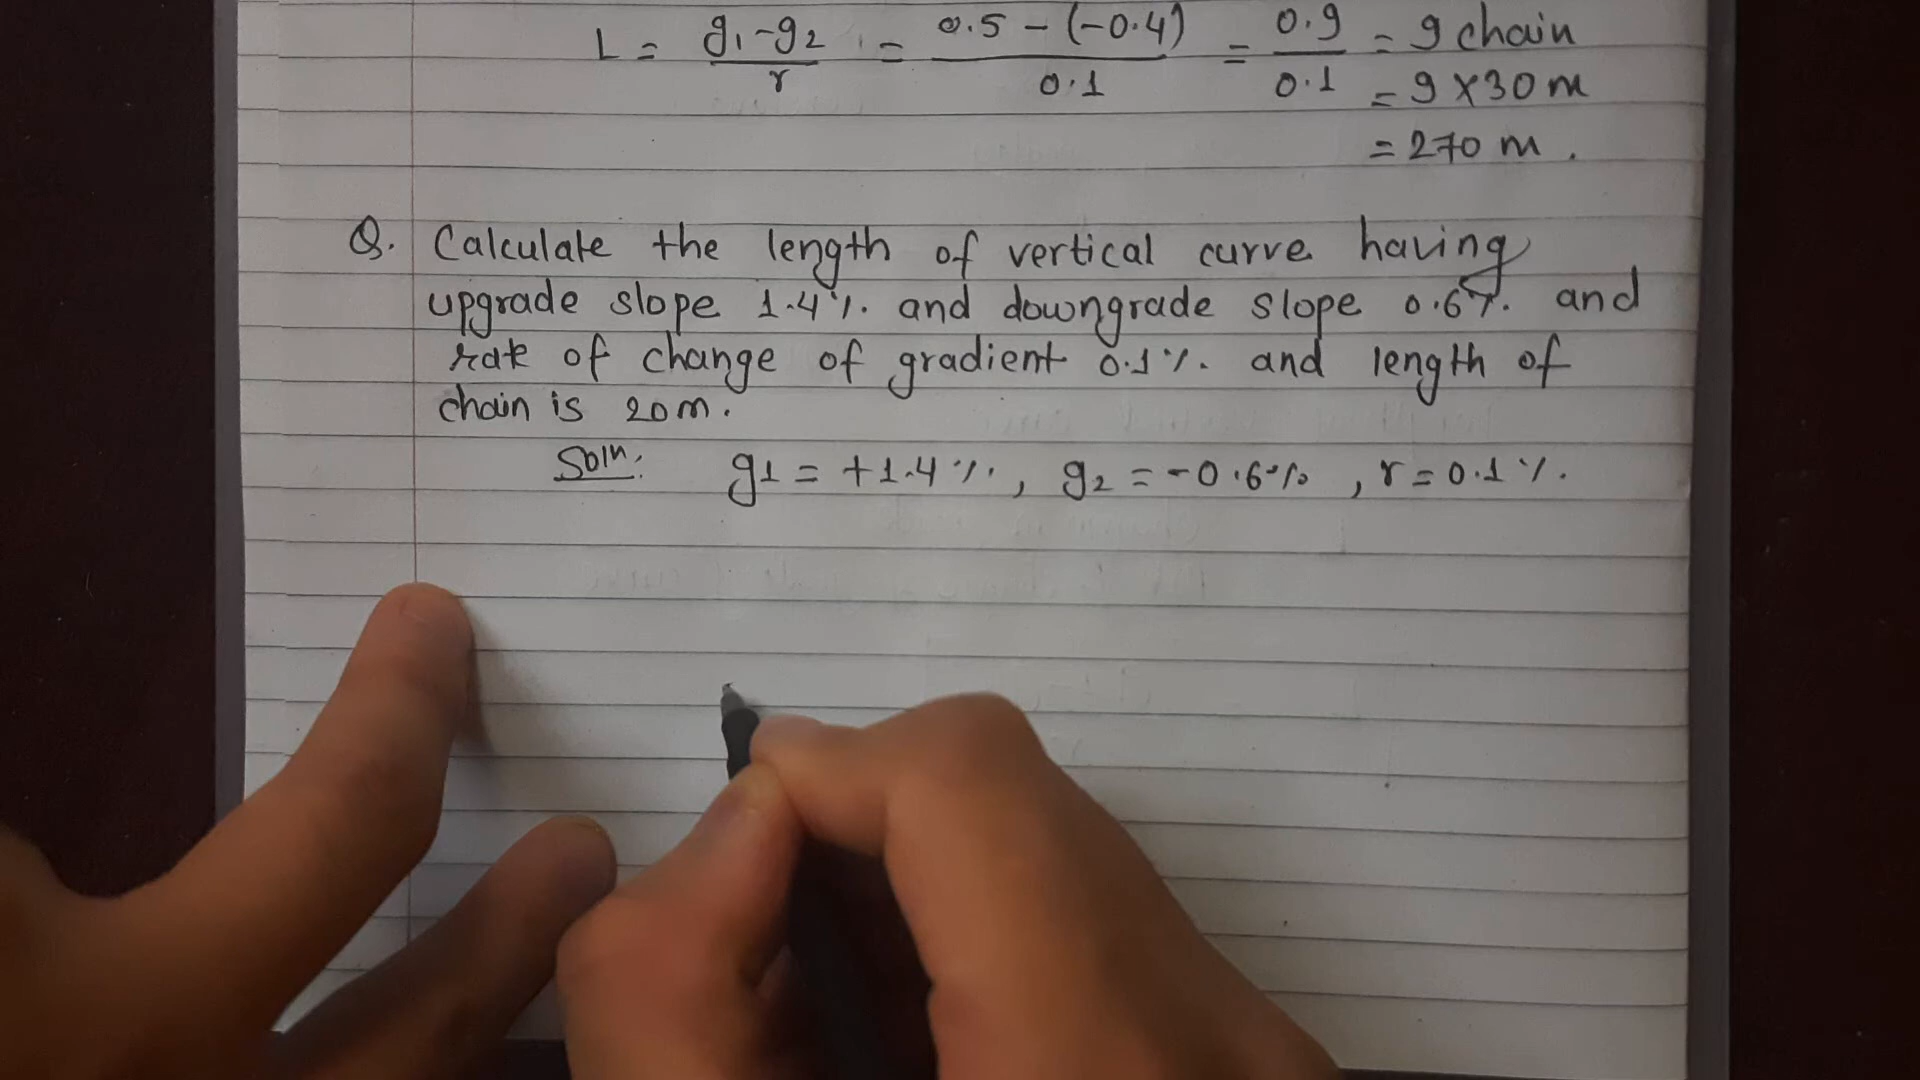 L = g₁-g₂ / r = 0.5 - (-0.4) / 0.1 = 0.9 / 0.1 = 9 chain
= 9 x 30 m
= 270 m .
Q. Calculate the length of vertical curve having
upgrade slope 1.4 %. and downgrade slope 0.6%. and
rate of change of gradient 0.1 %. and length of
chain is 20m.
Soln: g1 = +1.4 %, g2 = -0.6%, r = 0.1 %.